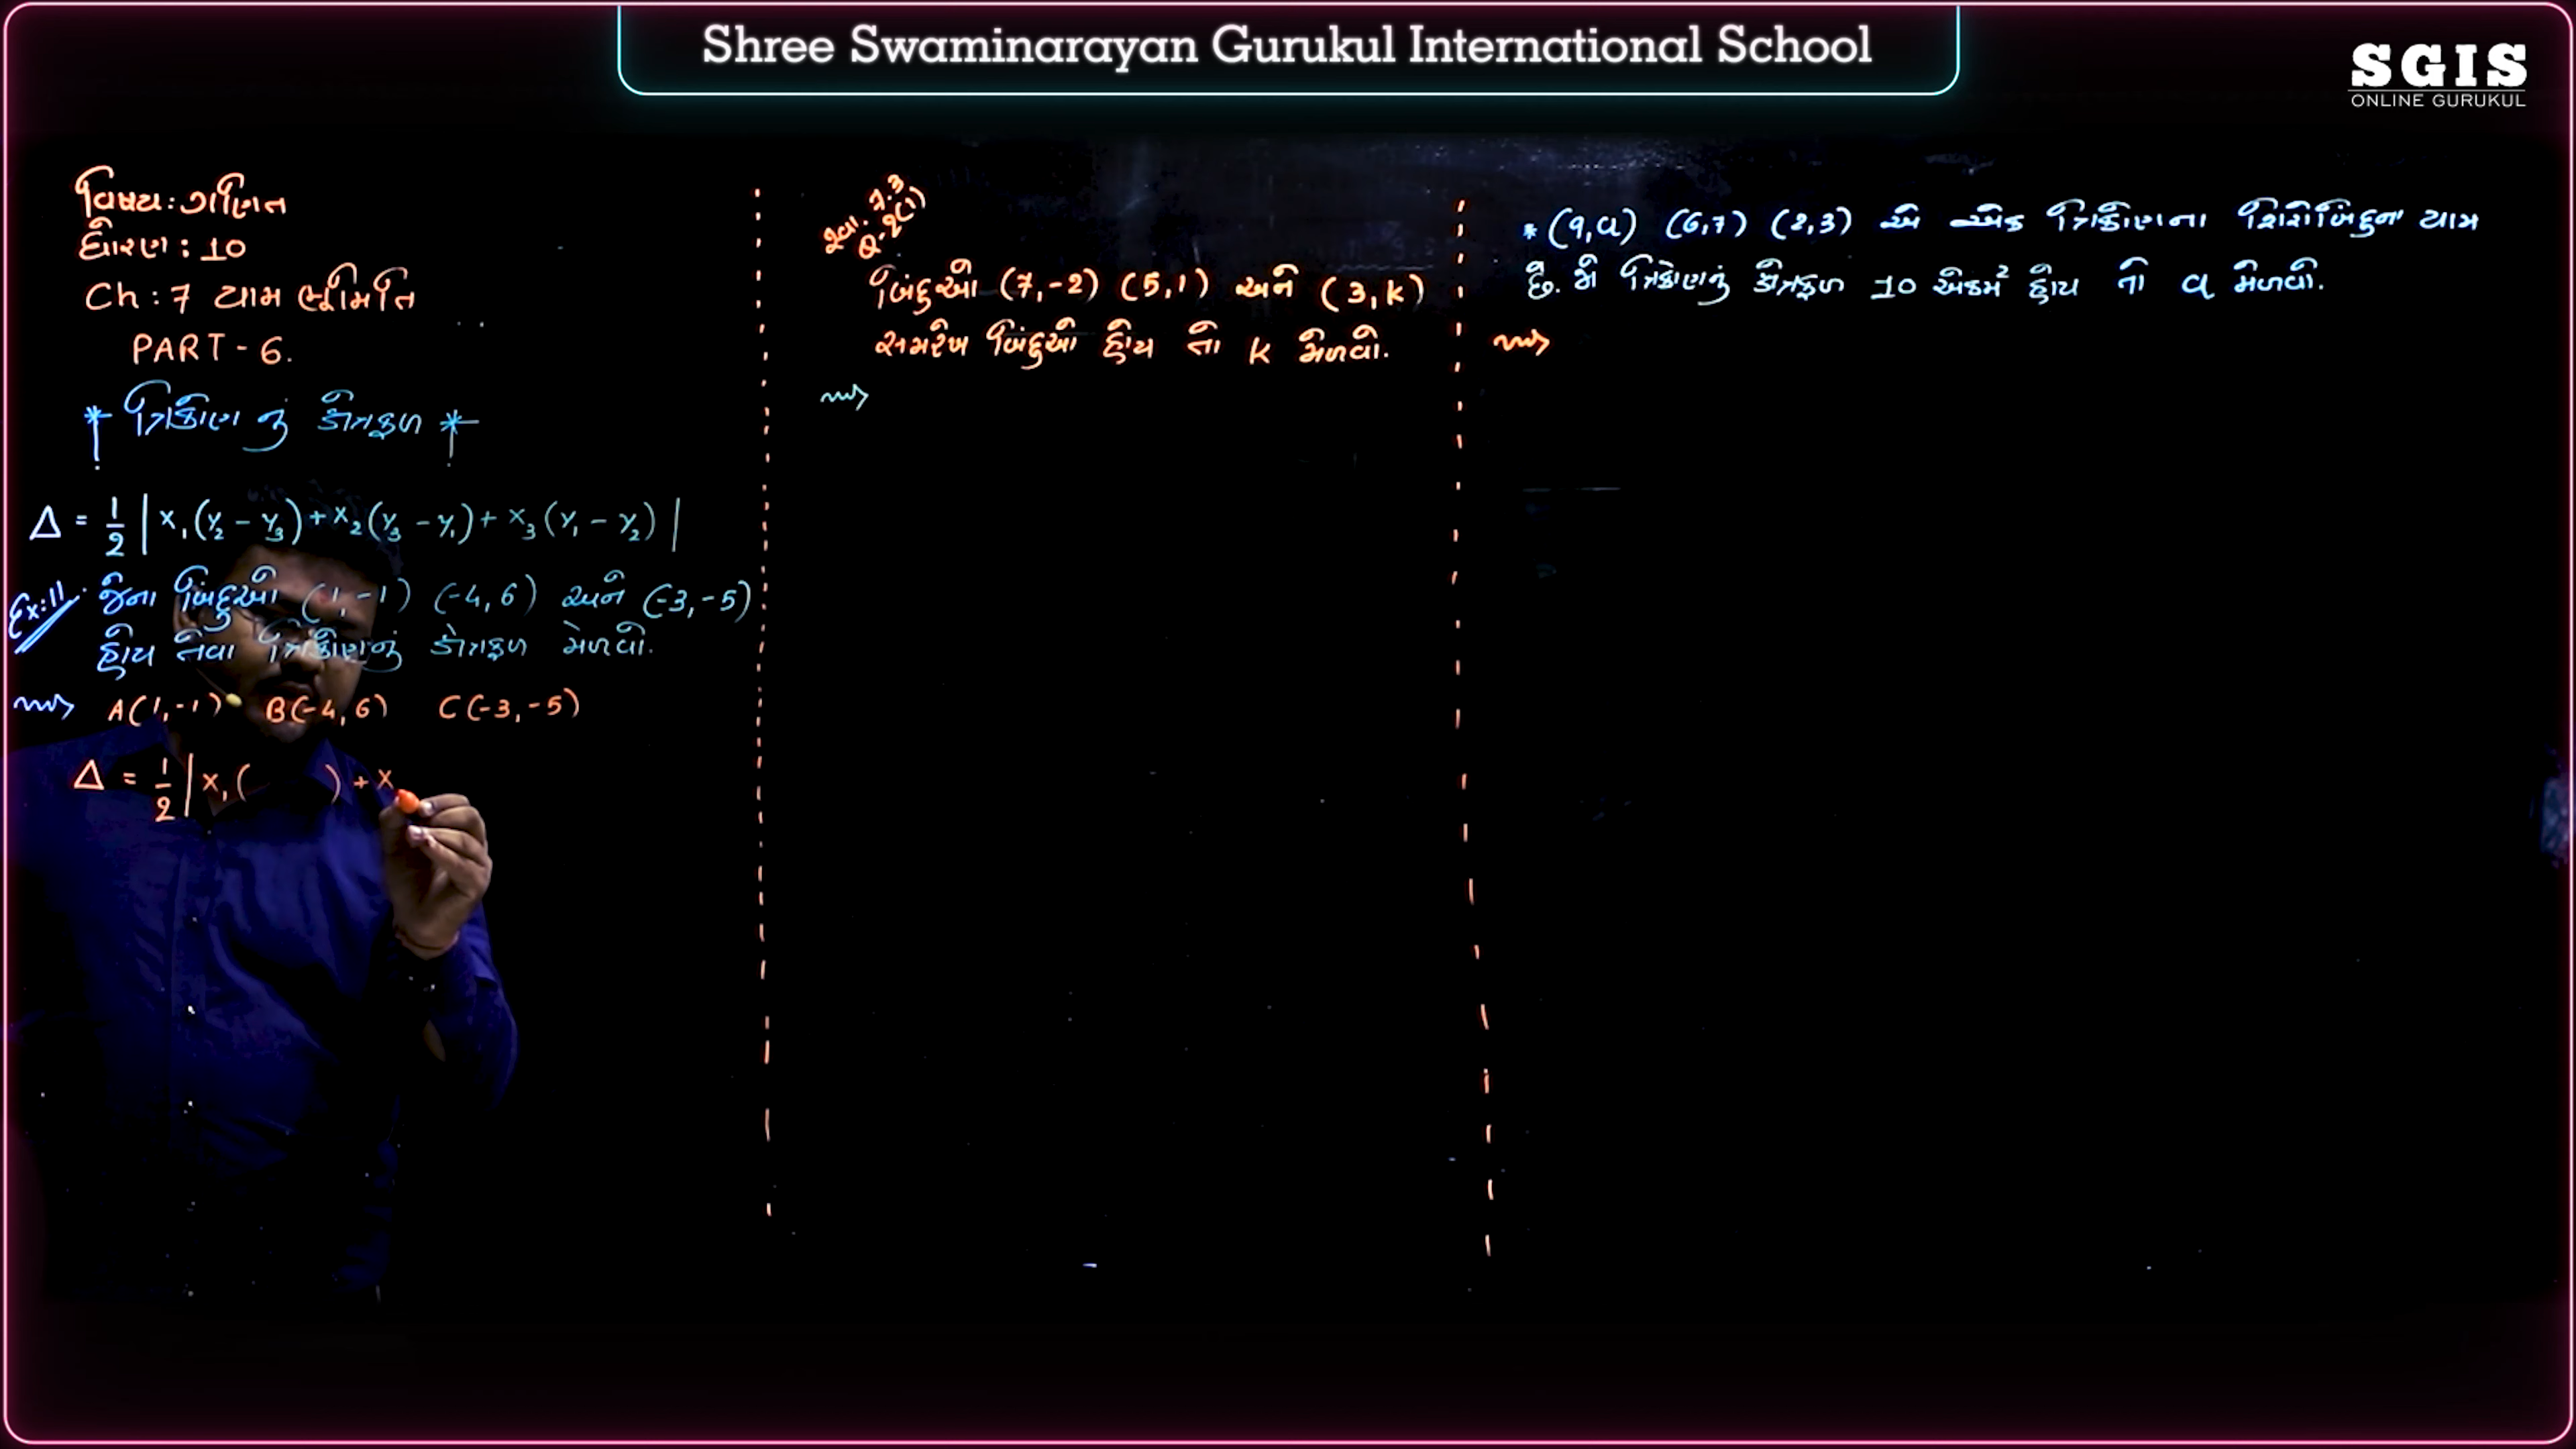 Shree Swaminarayan Gurukul International School
SGIS
ONLINE GURUKUL
વિષય: ગણિત
ધોરણ: 10
Ch: 7 યામ ભૂમિતિ
PART-6.
* ત્રિકોણ નું ક્ષેત્રફળ *
Δ = 1/2 | x₁(y₂ - y₃) + x₂(y₃ - y₁) + x₃(y₁ - y₂) |
Ex:11. જેના બિંદુઓ (1,-1) (-4,6) અને (-3,-5)
હોય તેવા ત્રિકોણનું ક્ષેત્રફળ મેળવો.
A(1,-1) B(-4,6) C(-3,-5)
Δ = 1/2 | x₁( ) + x
સ્વા. 7.3
Q-2(1)
બિંદુઓ (7,-2) (5,1) અને (3,k)
સમરેખ બિંદુઓ હોય તો k મેળવો.
* (9,a) (6,7) (2,3) એ એક ત્રિકોણના શિરોબિંદુના યામ
છે. જો ત્રિકોણનું ક્ષેત્રફળ 10 એકમ² હોય તો a મેળવો.